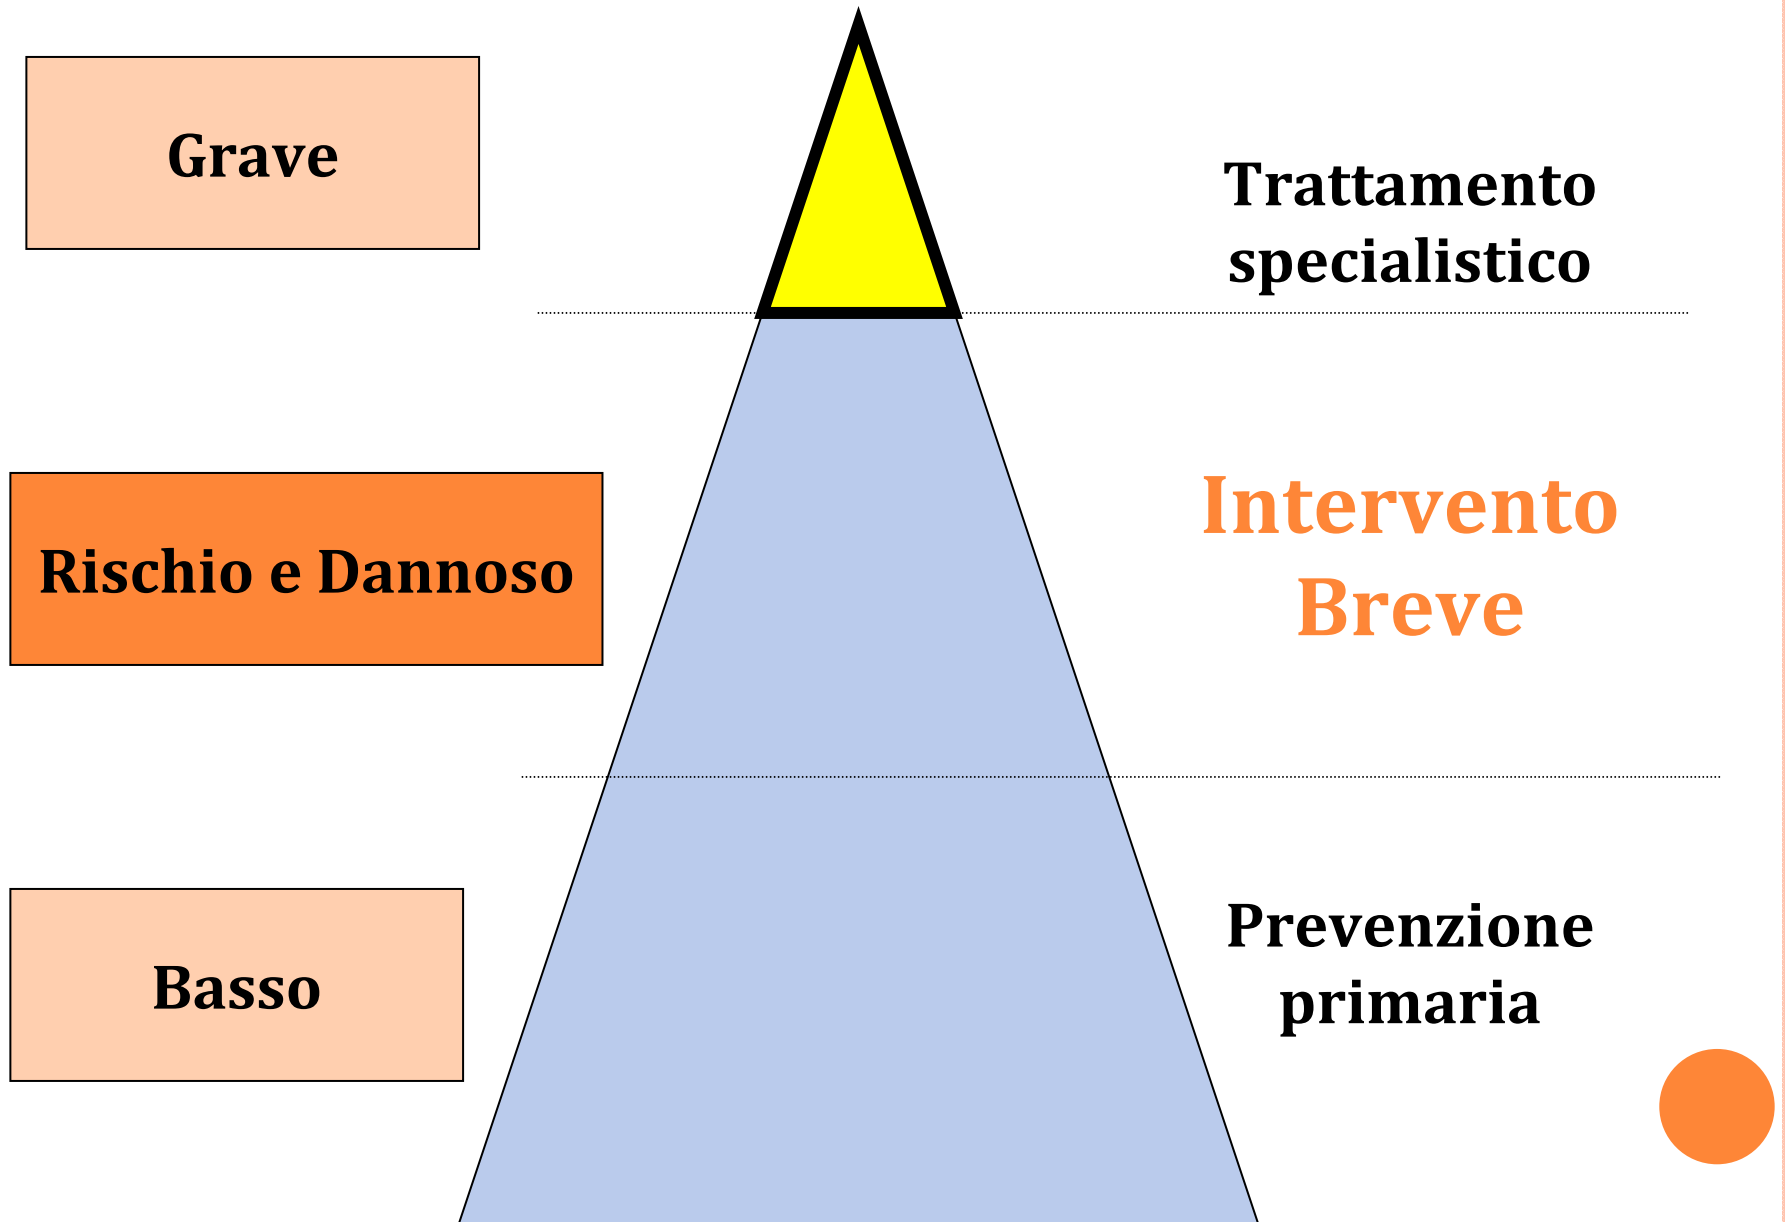 Grave
Trattamento
specialistico
Rischio e Dannoso
Intervento
Breve
Basso
Prevenzione
primaria